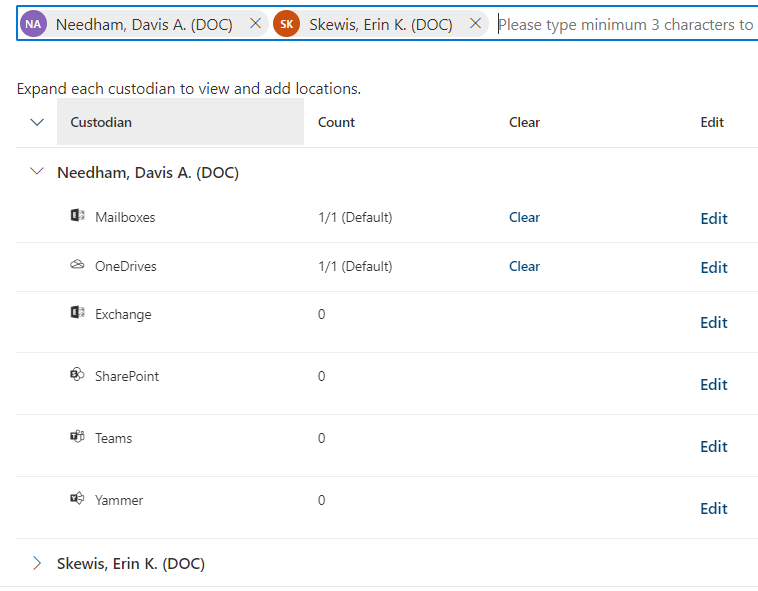 NA Needham, Davis A. (DOC) SK Skewis, Erin K. (DOC) Please type minimum 3 characters to
Expand each custodian to view and add locations.
Custodian Count Clear Edit
Needham, Davis A. (DOC)
Mailboxes 1/1 (Default) Clear Edit
OneDrives 1/1 (Default) Clear Edit
Exchange 0 Edit
SharePoint 0 Edit
Teams 0 Edit
Yammer 0 Edit
Skewis, Erin K. (DOC)